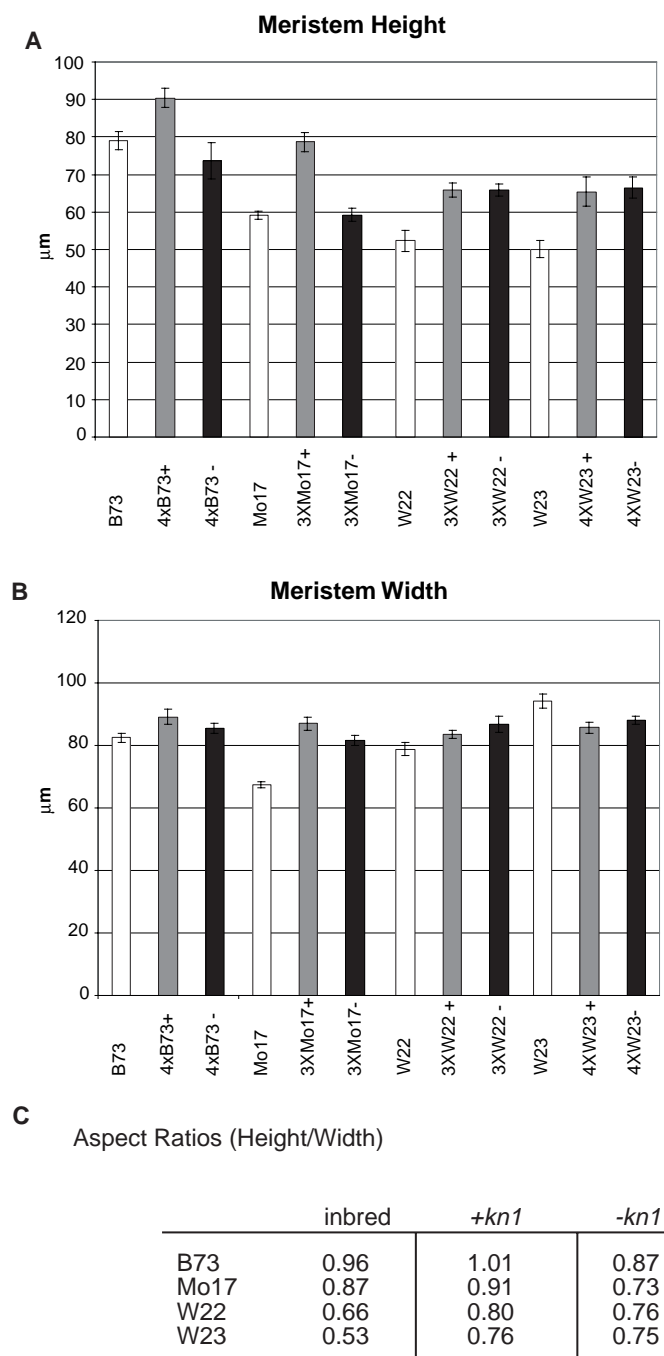 A
Meristem Height
100
90
80
70
60
50
40
30
20
10
0
μm
B73
4xB73+
4xB73 -
Mo17
3XMo17+
3XMo17-
W22
3XW22 +
3XW22 -
W23
4XW23 +
4XW23-
B
Meristem Width
120
100
80
60
40
20
0
μm
B73
4xB73+
4xB73 -
Mo17
3XMo17+
3XMo17-
W22
3XW22 +
3XW22 -
W23
4XW23 +
4XW23-
C
Aspect Ratios (Height/Width)
inbred +kn1 -kn1
B73 0.96 1.01 0.87
Mo17 0.87 0.91 0.73
W22 0.66 0.80 0.76
W23 0.53 0.76 0.75